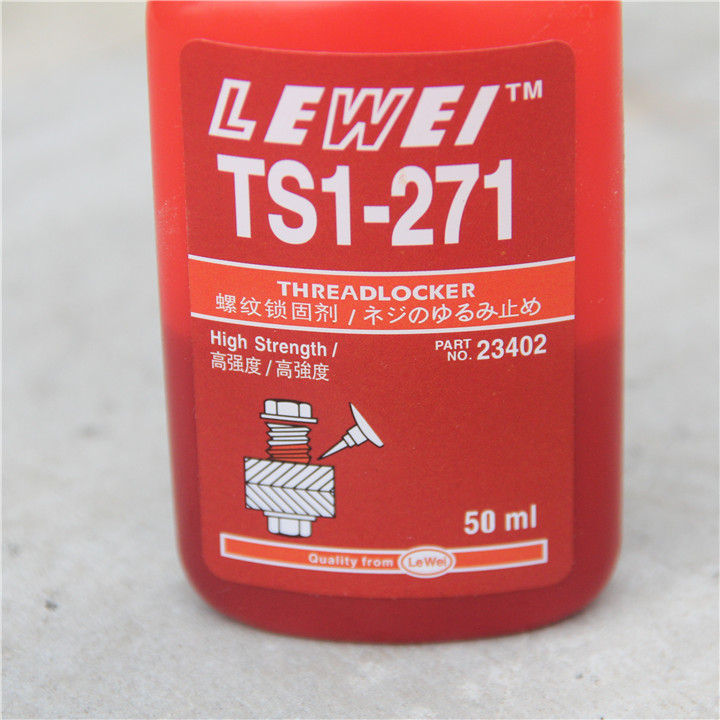 LEWEI™
TS1-271
THREADLOCKER
螺纹锁固剂 / ネジのゆるみ止め
High Strength /
高强度 / 高強度
PART NO. 23402
50 ml
Quality from LeWei